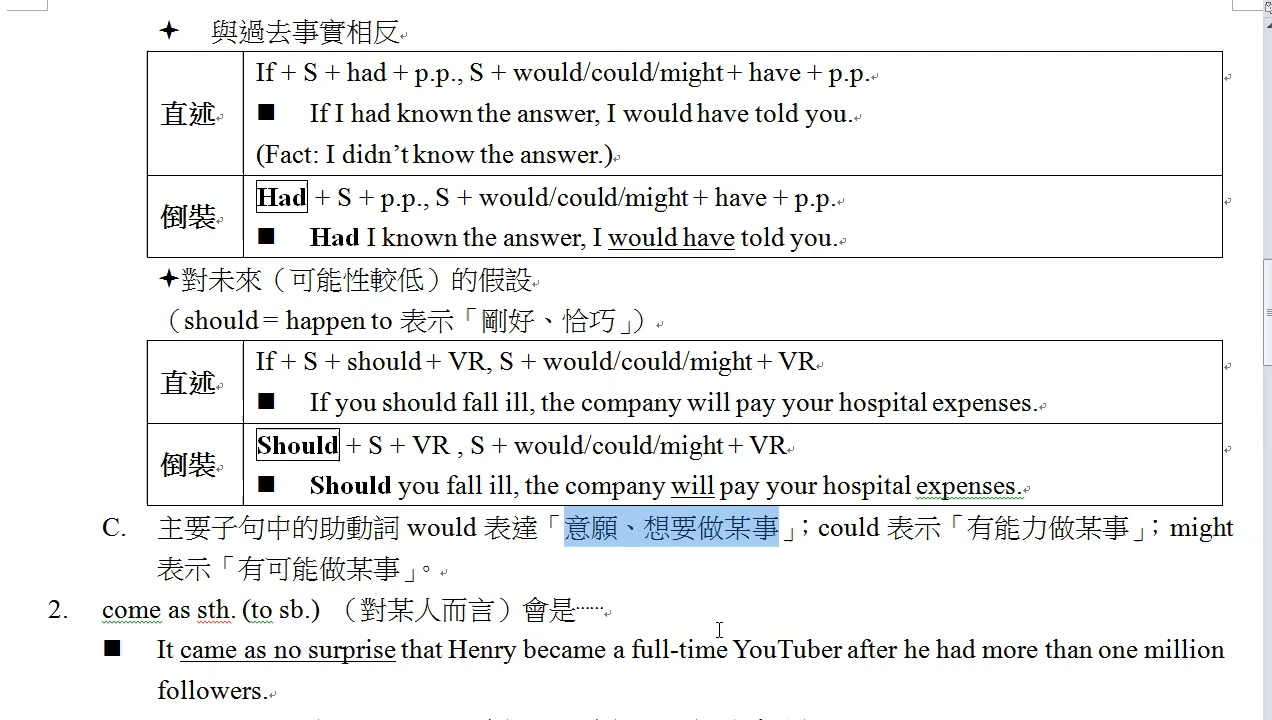 與過去事實相反
直述
If + S + had + p.p., S + would/could/might + have + p.p.
If I had known the answer, I would have told you.
(Fact: I didn’t know the answer.)
倒裝
Had + S + p.p., S + would/could/might + have + p.p.
Had I known the answer, I would have told you.
對未來（可能性較低）的假設
（should = happen to 表示「剛好、恰巧」）
直述
If + S + should + VR, S + would/could/might + VR
If you should fall ill, the company will pay your hospital expenses.
倒裝
Should + S + VR , S + would/could/might + VR
Should you fall ill, the company will pay your hospital expenses.
C. 主要子句中的助動詞 would 表達「意願、想要做某事」；could 表示「有能力做某事」；might
表示「有可能做某事」。
2. come as sth. (to sb.) （對某人而言）會是……
It came as no surprise that Henry became a full-time YouTuber after he had more than one million
followers.